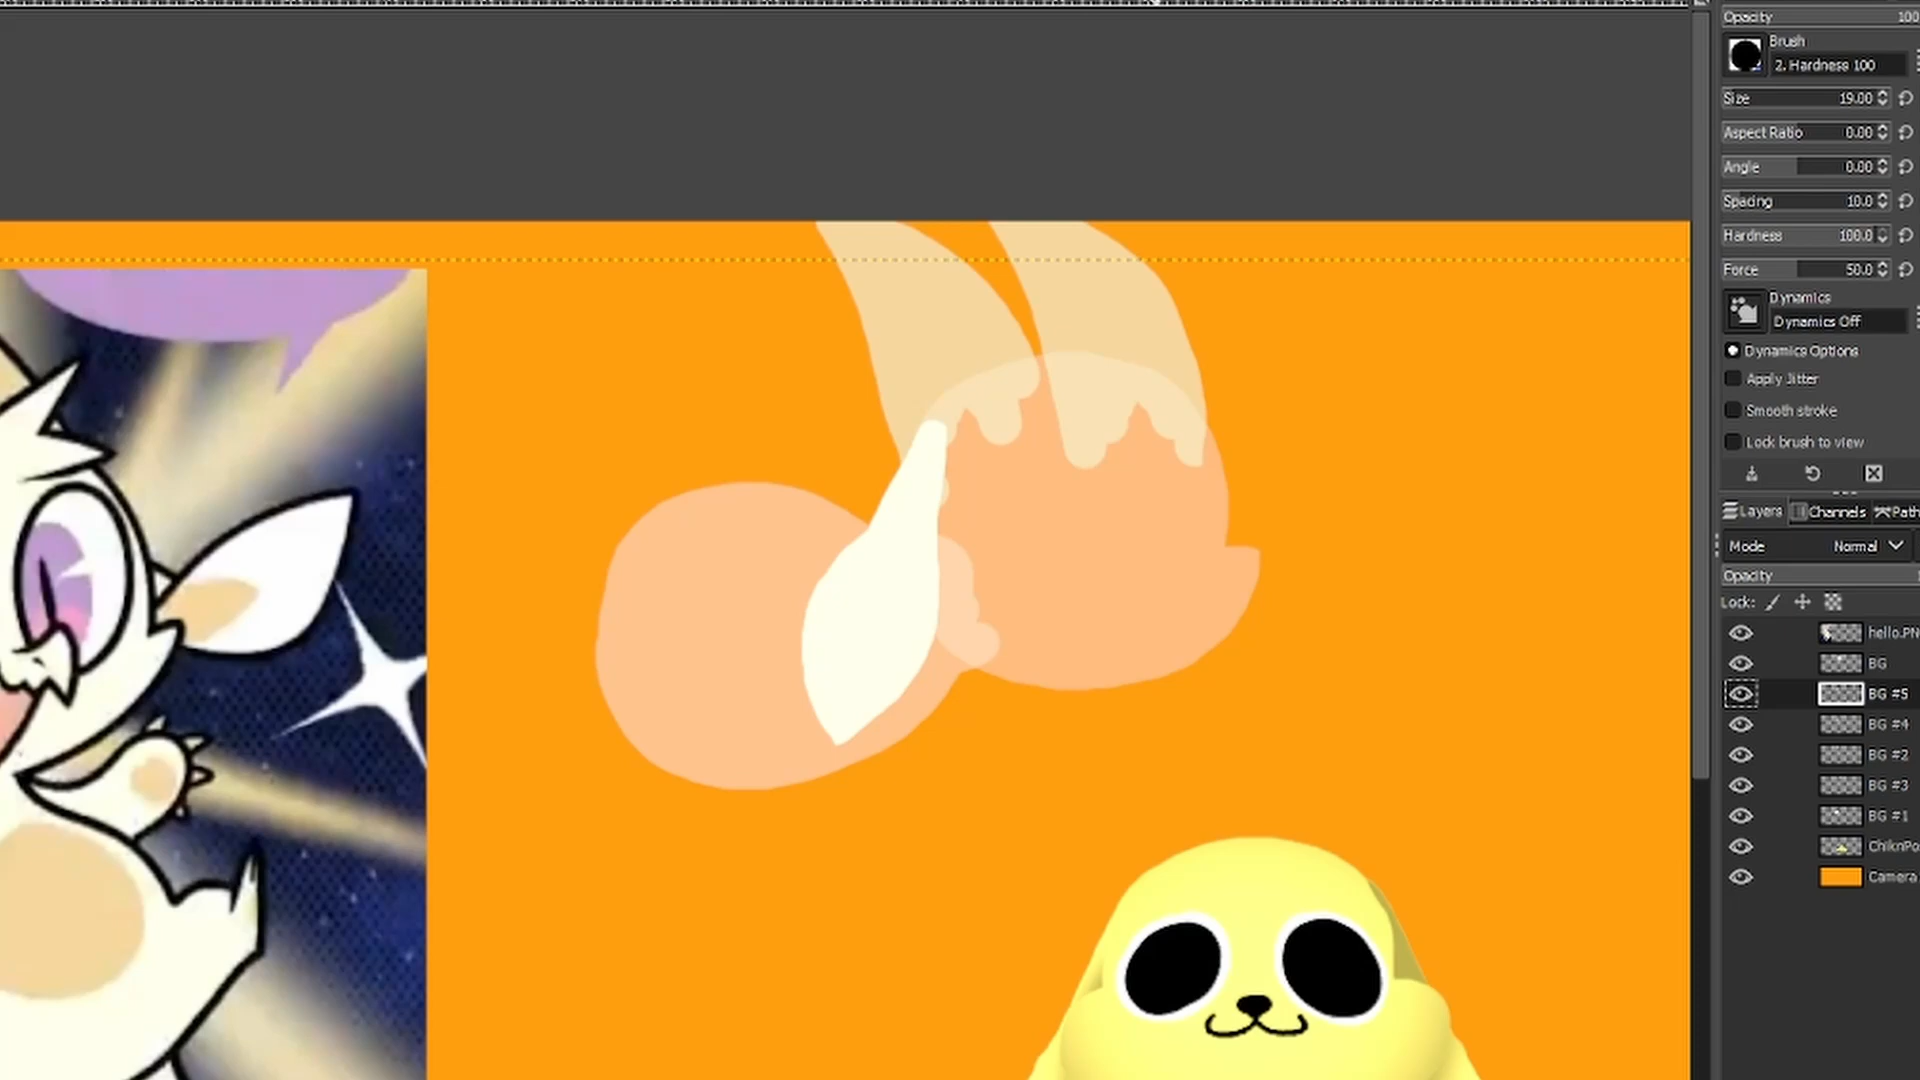 Opacity 100
Brush
2. Hardness 100
Size 19.00
Aspect Ratio 0.00
Angle 0.00
Spacing 10.0
Hardness 100.0
Force 50.0
Dynamics
Dynamics Off
Dynamics Options
Apply Jitter
Smooth stroke
Lock brush to view
Layers Channels Path
Mode Normal
Opacity
Lock:
hello.PN
BG
BG #5
BG #4
BG #2
BG #3
BG #1
ChiknPo
Camera